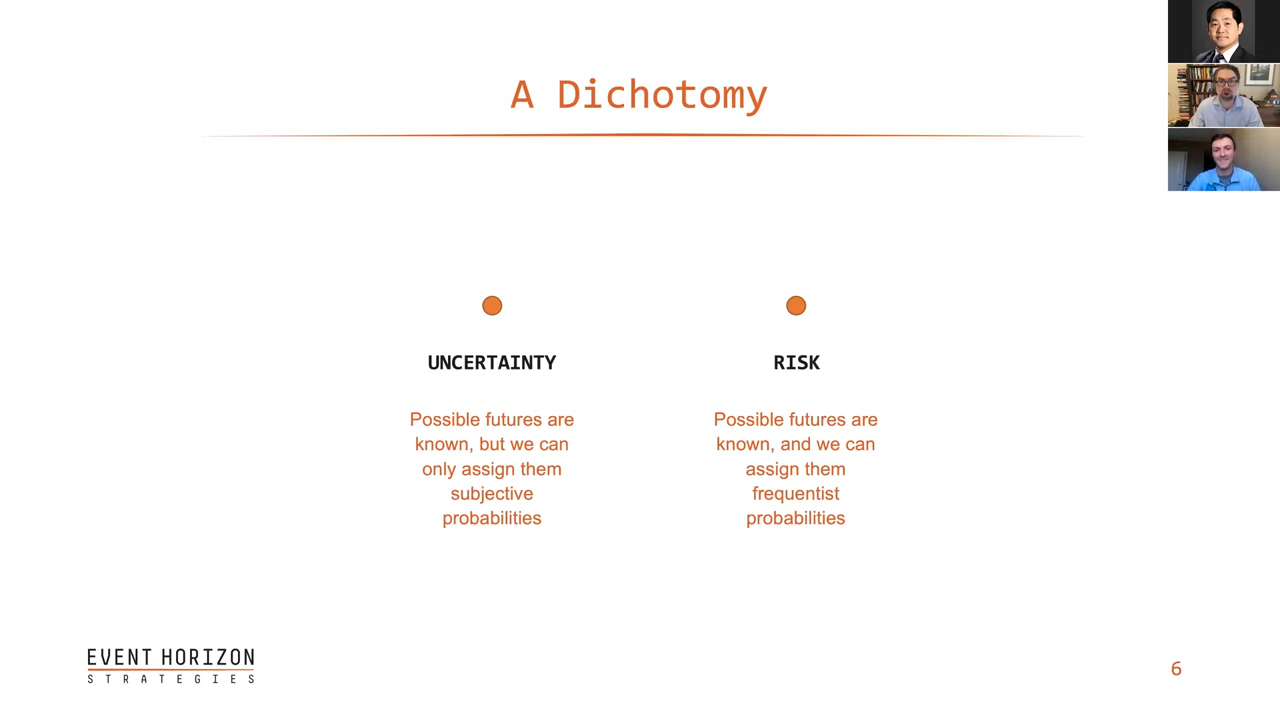 A Dichotomy
UNCERTAINTY
Possible futures are
known, but we can
only assign them
subjective
probabilities
RISK
Possible futures are
known, and we can
assign them
frequentist
probabilities
EVENT HORIZON
STRATEGIES
6